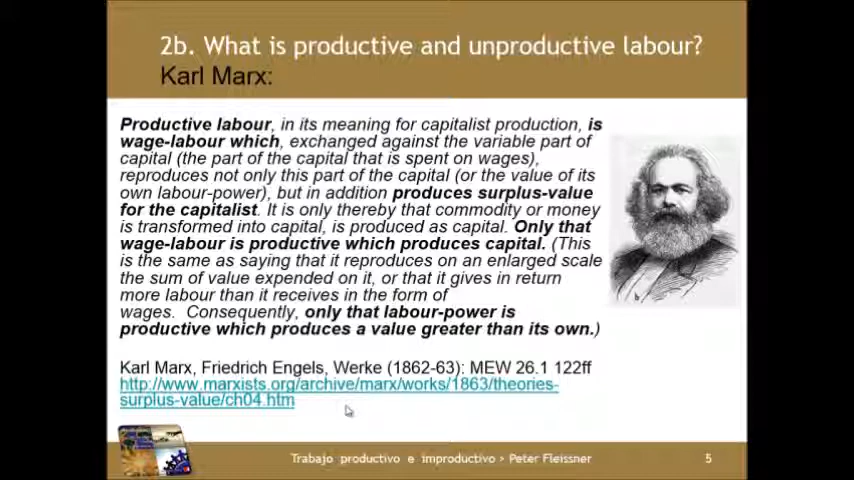 2b. What is productive and unproductive labour?
Karl Marx:
Productive labour, in its meaning for capitalist production, is
wage-labour which, exchanged against the variable part of
capital (the part of the capital that is spent on wages),
reproduces not only this part of the capital (or the value of its
own labour-power), but in addition produces surplus-value
for the capitalist. It is only thereby that commodity or money
is transformed into capital, is produced as capital. Only that
wage-labour is productive which produces capital. (This
is the same as saying that it reproduces on an enlarged scale
the sum of value expended on it, or that it gives in return
more labour than it receives in the form of
wages. Consequently, only that labour-power is
productive which produces a value greater than its own.)
Karl Marx, Friedrich Engels, Werke (1862-63): MEW 26.1 122ff
http://www.marxists.org/archive/marx/works/1863/theories-
surplus-value/ch04.htm
Trabajo productivo e improductivo › Peter Fleissner
5